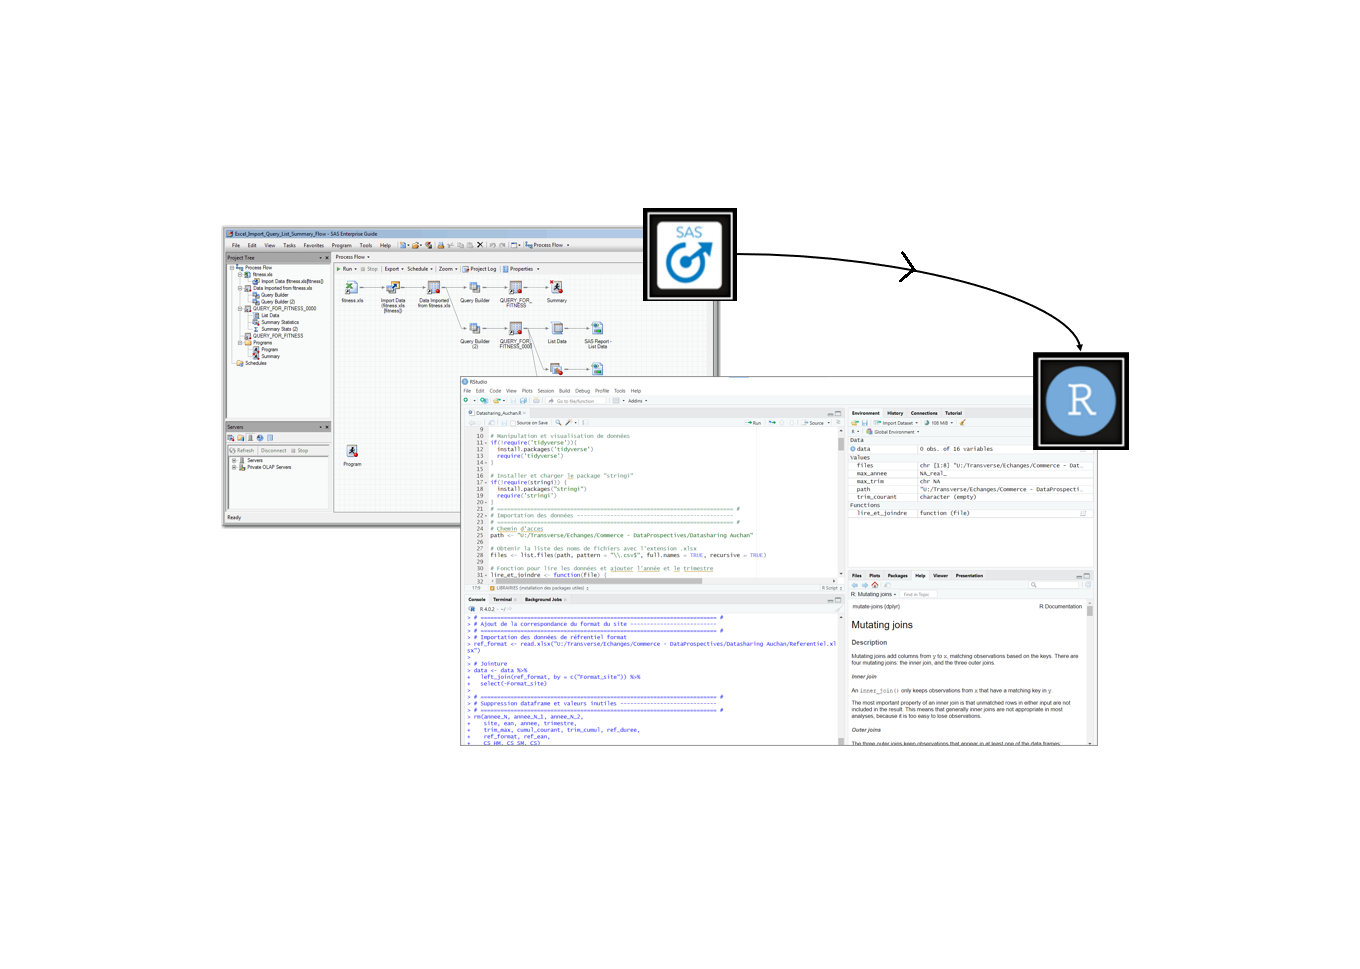 SAS
Excel_Import_Query_List_Summary_Flow - SAS Enterprise Guide
File Edit View Tasks Favorites Program Tools Help Process Flow
Project Tree
Process Flow
fitness.xls
Import Data (fitness.xls[fitness])
Data Imported from fitness.xls
Query Builder
Query Builder (2)
QUERY_FOR_FITNESS_0000
List Data
Summary Statistics
Summary Stats (2)
QUERY_FOR_FITNESS
Programs
Program
Summary
Schedules
Servers
Refresh Disconnect Stop
Servers
Private OLAP Servers
Ready
Process Flow
Run Stop Export Schedule Zoom Project Log Properties
fitness.xls
Import Data
(fitness.xls
[fitness])
Data Imported
from fitness.xls
Query Builder
QUERY_FOR_
FITNESS
Summary
Query Builder
(2)
QUERY_FOR_
FITNESS_0000
List Data
SAS Report -
List Data
Program
R
RStudio
File Edit Code View Plots Session Build Debug Profile Tools Help
Go to file/function Addins
Datasharing_Auchan.R
Source on Save Run Source
9
10 # Manipulation et visualisation de données
11 if(!require('tidyverse')){
12 install.packages('tidyverse')
13 require('tidyverse')
14 }
15
16 # Installer et charger le package "stringi"
17 if(!require(stringi)) {
18 install.packages("stringi")
19 require('stringi')
20 }
21 # ======================================================================== #
22 # Importation des données ------------------------------------------------
23 # ======================================================================== #
24 # Chemin d'acces
25 path <- "U:/Transverse/Echanges/Commerce - DataProspectives/Datasharing Auchan"
26
27 # Obtenir la liste des noms de fichiers avec l'extension .xlsx
28 files <- list.files(path, pattern = "\\.csv$", full.names = TRUE, recursive = TRUE)
29
30 # Fonction pour lire les données et ajouter l'année et le trimestre
31 lire_et_joindre <- function(file) {
32
17:9 LIBRAIRIES (Installation des packages utiles) R Script
Console Terminal Background Jobs
R 4.0.2 · ~/
> # ======================================================================== #
> # Ajout de la correspondance du format du site --------------------------
> # ======================================================================== #
> # Importation des données de réfrentiel format
> ref_format <- read.xlsx("U:/Transverse/Echanges/Commerce - DataProspectives/Datasharing Auchan/Referentiel.xl
sx")
>
> # Jointure
> data <- data %>%
+ left_join(ref_format, by = c("Format_site")) %>%
+ select(-Format_site)
>
> # ======================================================================== #
> # Suppression dataframe et valeurs inutiles ---------------------
> # ======================================================================== #
> rm(annee_N, annee_N_1, annee_N_2,
+ site, ean, annee, trimestre,
+ trim_max, cumul_courant, trim_cumul, ref_duree,
+ ref_format, ref_ean,
+ CS_HM, CS_SM, CS)
Environment History Connections Tutorial
Import Dataset 108 MiB
R Global Environment
Data
data 0 obs. of 16 variables
Values
files chr [1:8] "U:/Transverse/Echanges/Commerce - Dat…
max_annee NA_real_
max_trim chr NA
path "U:/Transverse/Echanges/Commerce - DataProspecti…
trim_courant character (empty)
Functions
lire_et_joindre function (file)
Files Plots Packages Help Viewer Presentation
R: Mutating joins Find in Topic
mutate-joins {dplyr} R Documentation
Mutating joins
Description
Mutating joins add columns from y to x, matching observations based on the keys. There are
four mutating joins: the inner join, and the three outer joins.
Inner join
An inner_join() only keeps observations from x that have a matching key in y.
The most important property of an inner join is that unmatched rows in either input are not
included in the result. This means that generally inner joins are not appropriate in most
analyses, because it is too easy to lose observations.
Outer joins
The three outer joins keep observations that appear in at least one of the data frames: